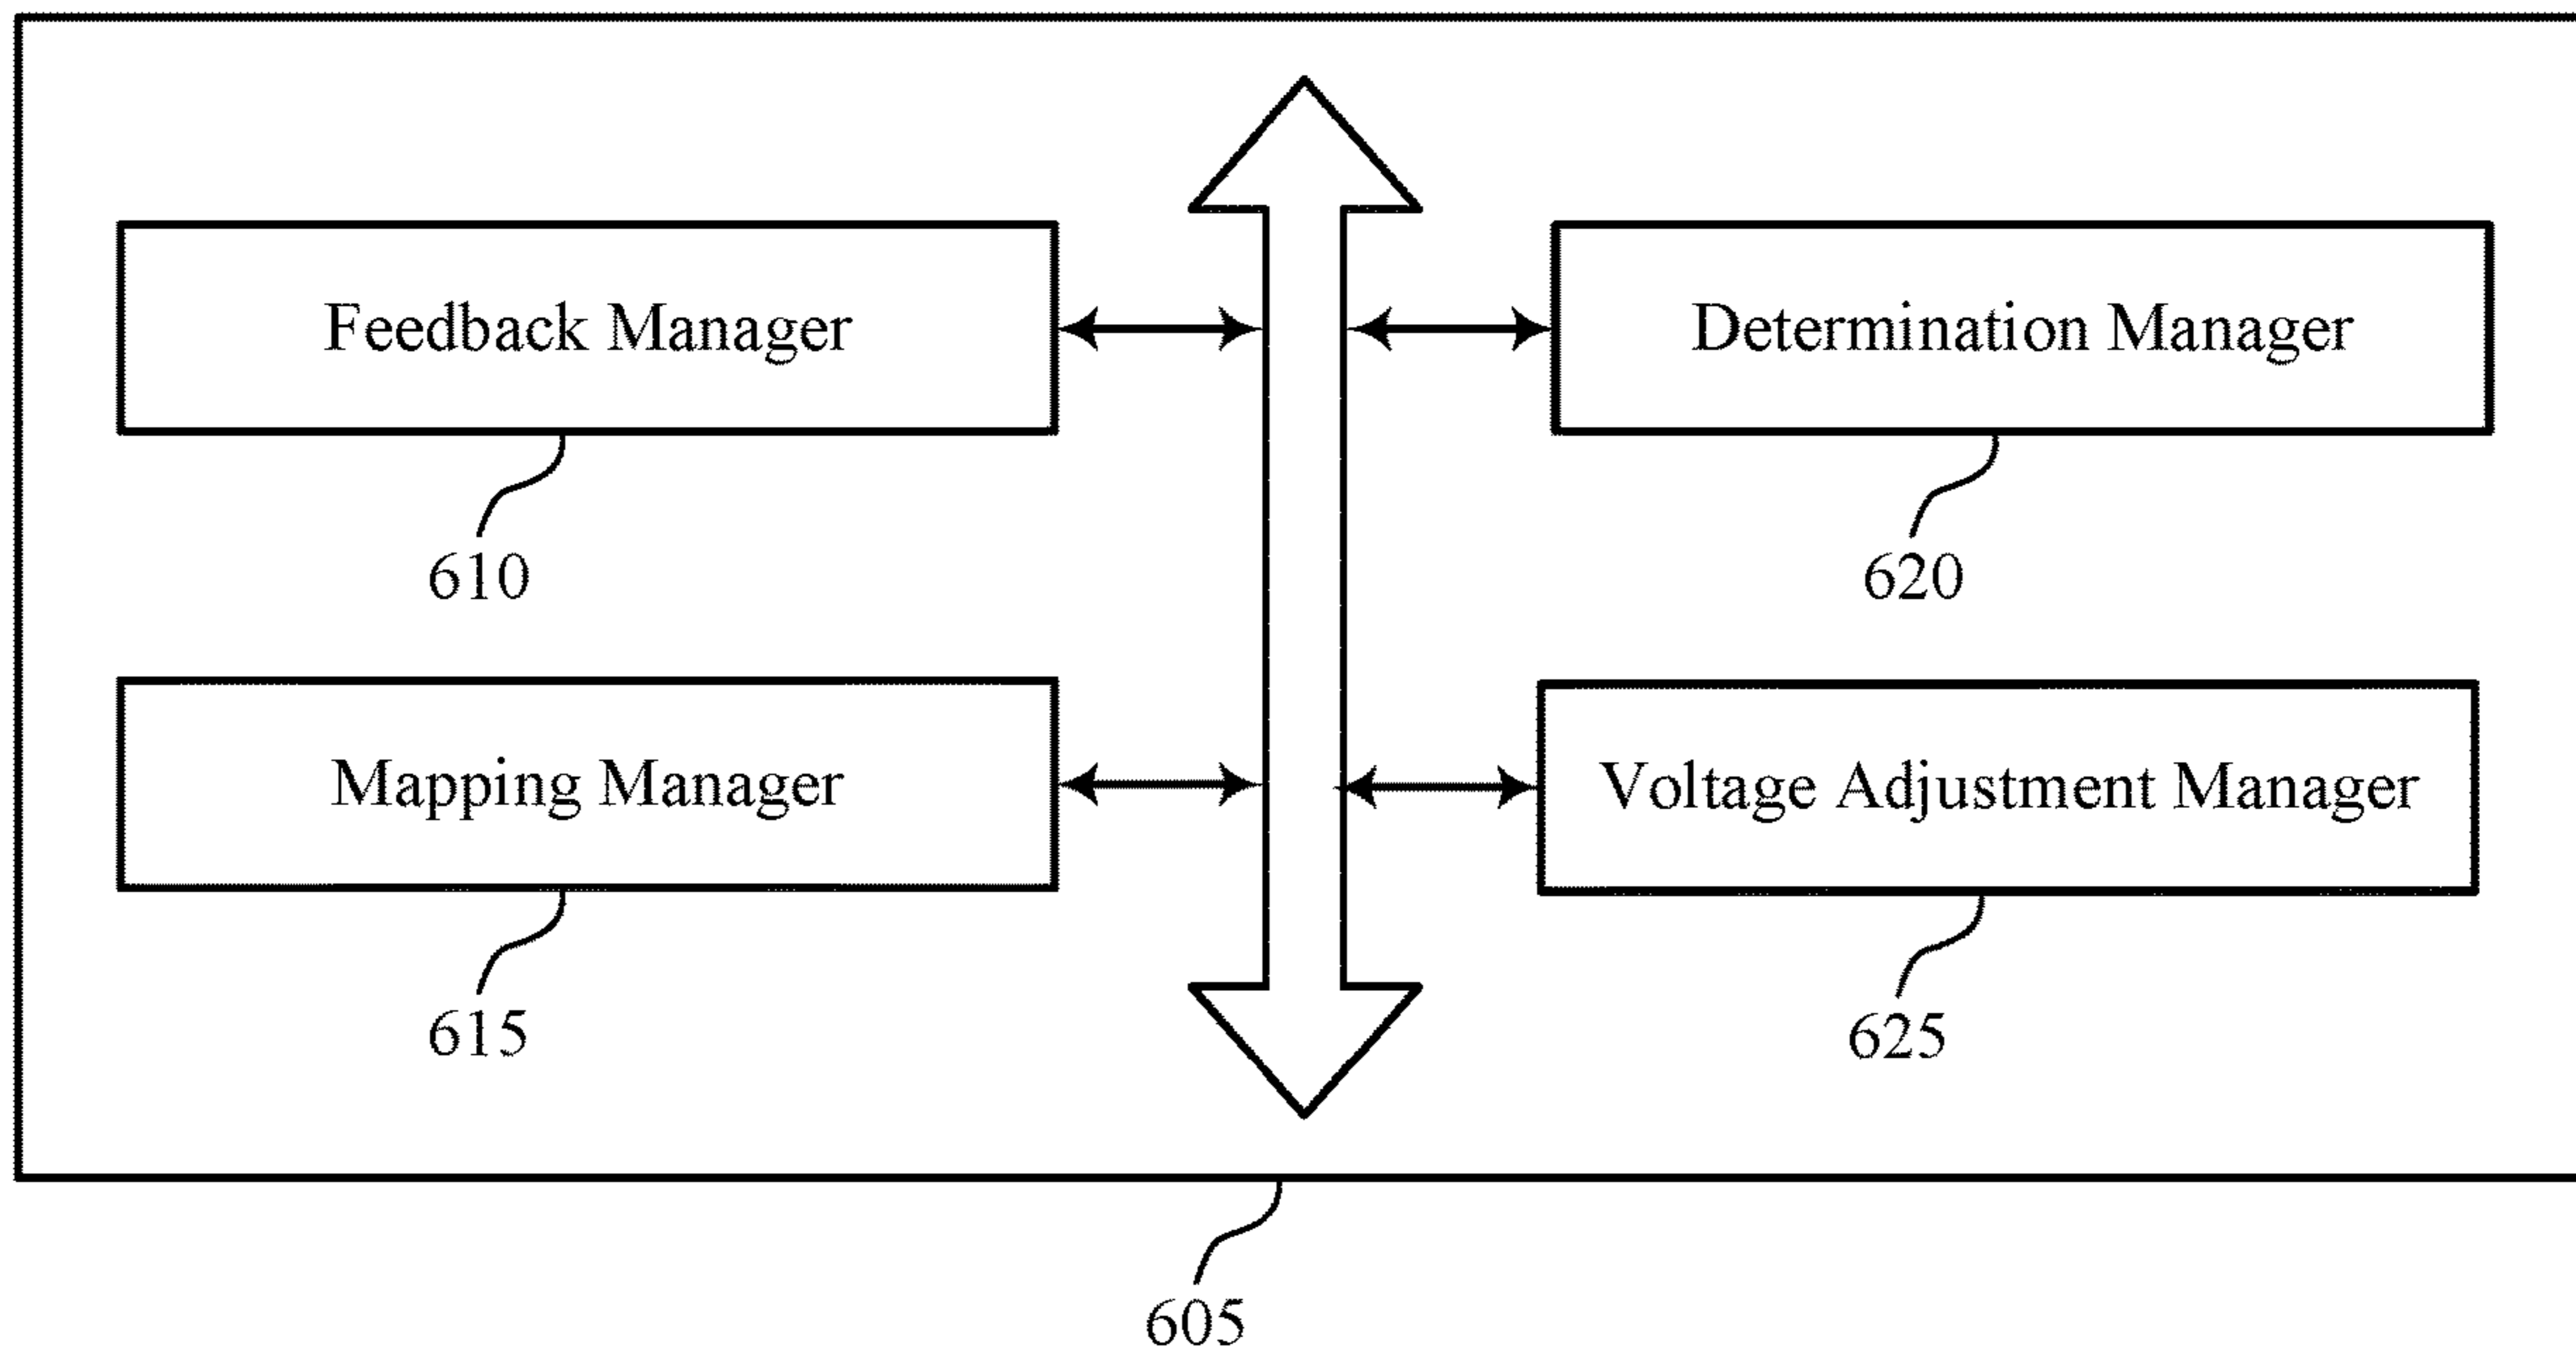 Feedback Manager
Determination Manager
610
620
Mapping Manager
Voltage Adjustment Manager
615
625
605